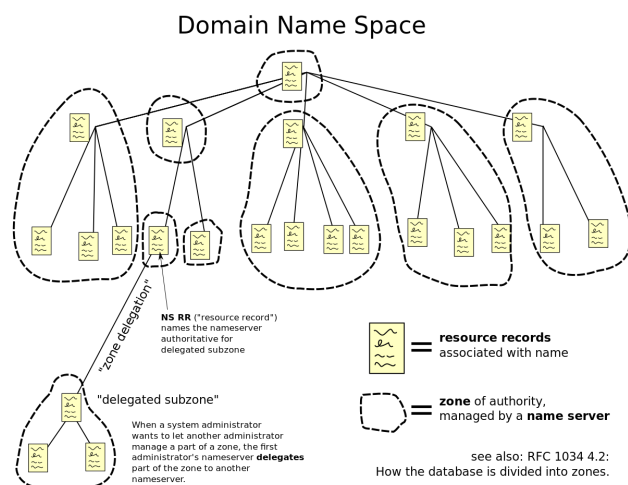 Domain Name Space
"zone delegation"
NS RR ("resource record")
names the nameserver
authoritative for
delegated subzone
resource records
associated with name
"delegated subzone"
zone of authority,
managed by a name server
When a system administrator
wants to let another administrator
manage a part of a zone, the first
administrator's nameserver delegates
part of the zone to another
nameserver.
see also: RFC 1034 4.2:
How the database is divided into zones.